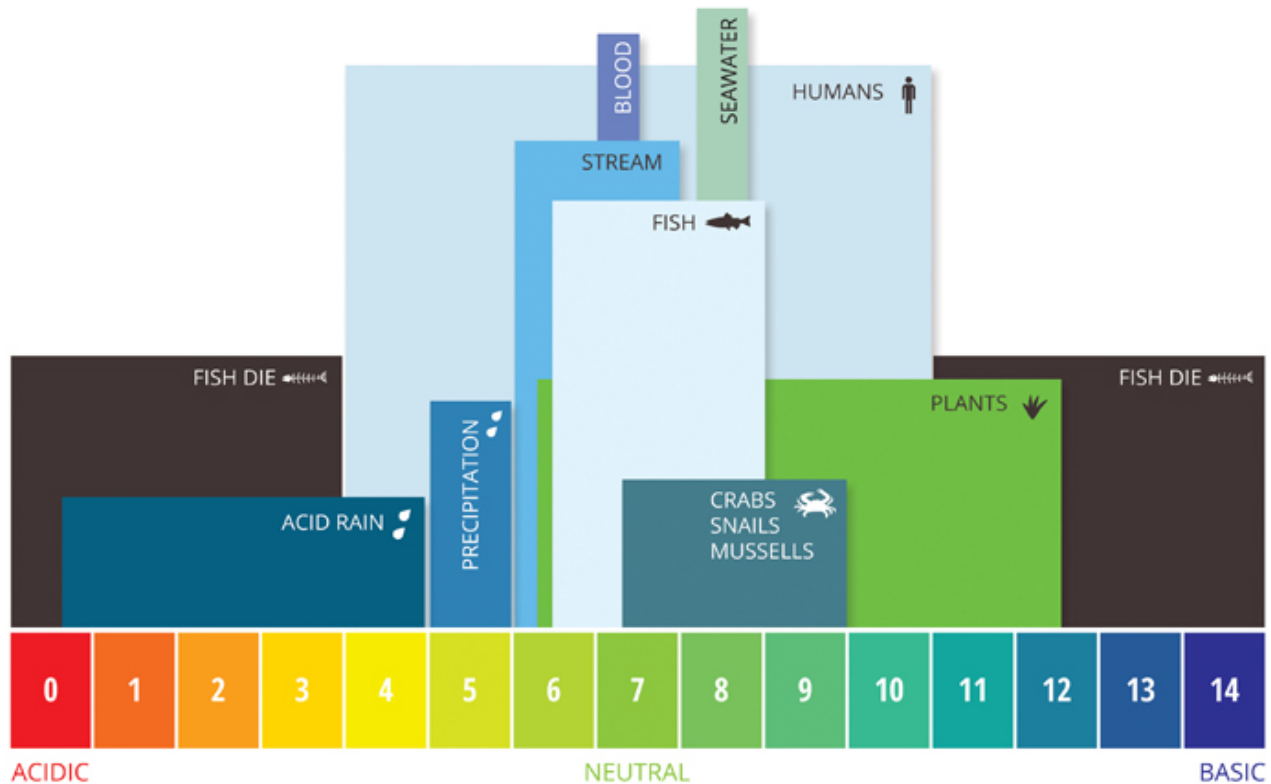 BLOOD
SEAWATER
HUMANS
STREAM
FISH
FISH DIE
FISH DIE
PLANTS
PRECIPITATION
ACID RAIN
CRABS
SNAILS
MUSSELLS
0 1 2 3 4 5 6 7 8 9 10 11 12 13 14
ACIDIC NEUTRAL BASIC